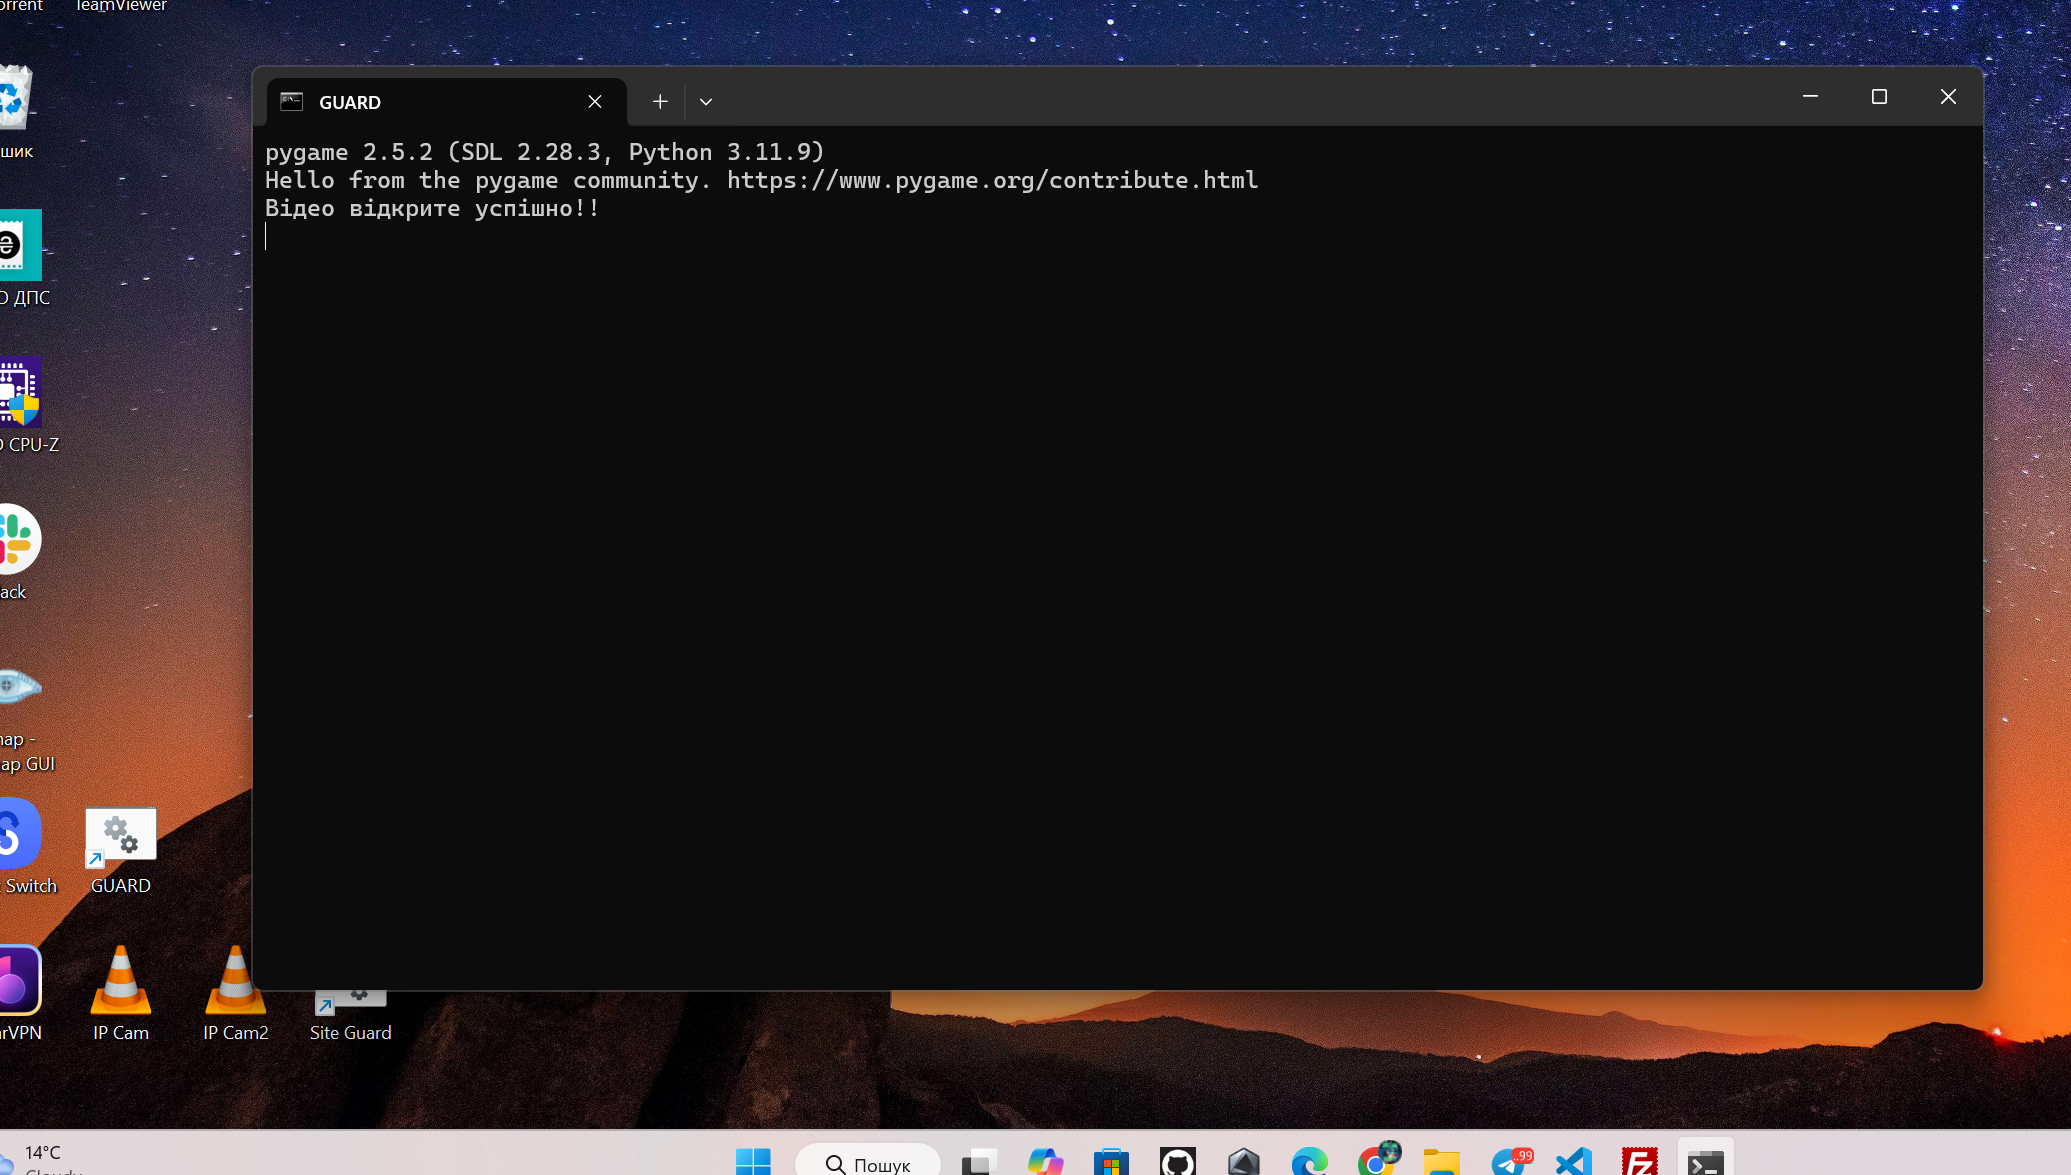 orrent
TeamViewer
GUARD
pygame 2.5.2 (SDL 2.28.3, Python 3.11.9)
Hello from the pygame community. https://www.pygame.org/contribute.html
Відео відкрите успішно!!
шик
ДПС
CPU-Z
ack
map -
ap GUI
Switch
GUARD
rVPN
IP Cam
IP Cam2
Site Guard
14°C
Cloudy
Пошук
99